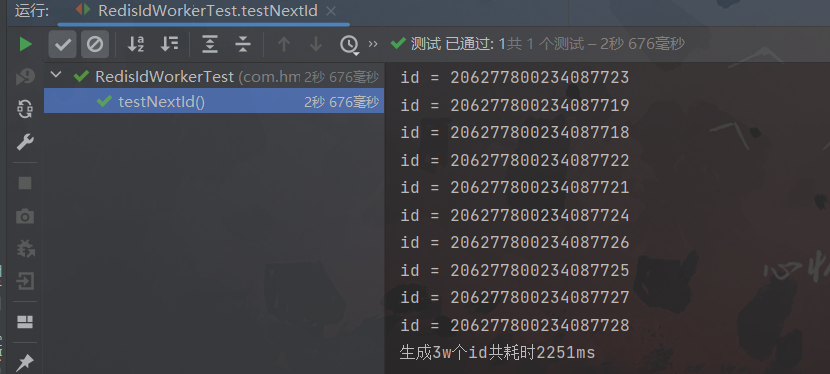 运行: RedisIdWorkerTest.testNextId
测试 已通过: 1共 1 个测试 – 2秒 676毫秒
RedisIdWorkerTest (com.hm 2秒 676毫秒
testNextId() 2秒 676毫秒
id = 206277800234087723
id = 206277800234087719
id = 206277800234087718
id = 206277800234087722
id = 206277800234087721
id = 206277800234087724
id = 206277800234087726
id = 206277800234087725
id = 206277800234087727
id = 206277800234087728
生成3w个id共耗时2251ms